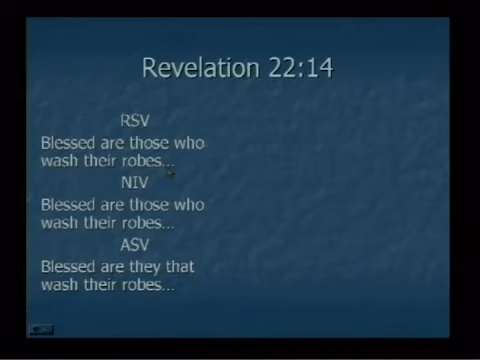 Revelation 22:14
RSV
Blessed are those who
wash their robes...
NIV
Blessed are those who
wash their robes...
ASV
Blessed are they that
wash their robes...